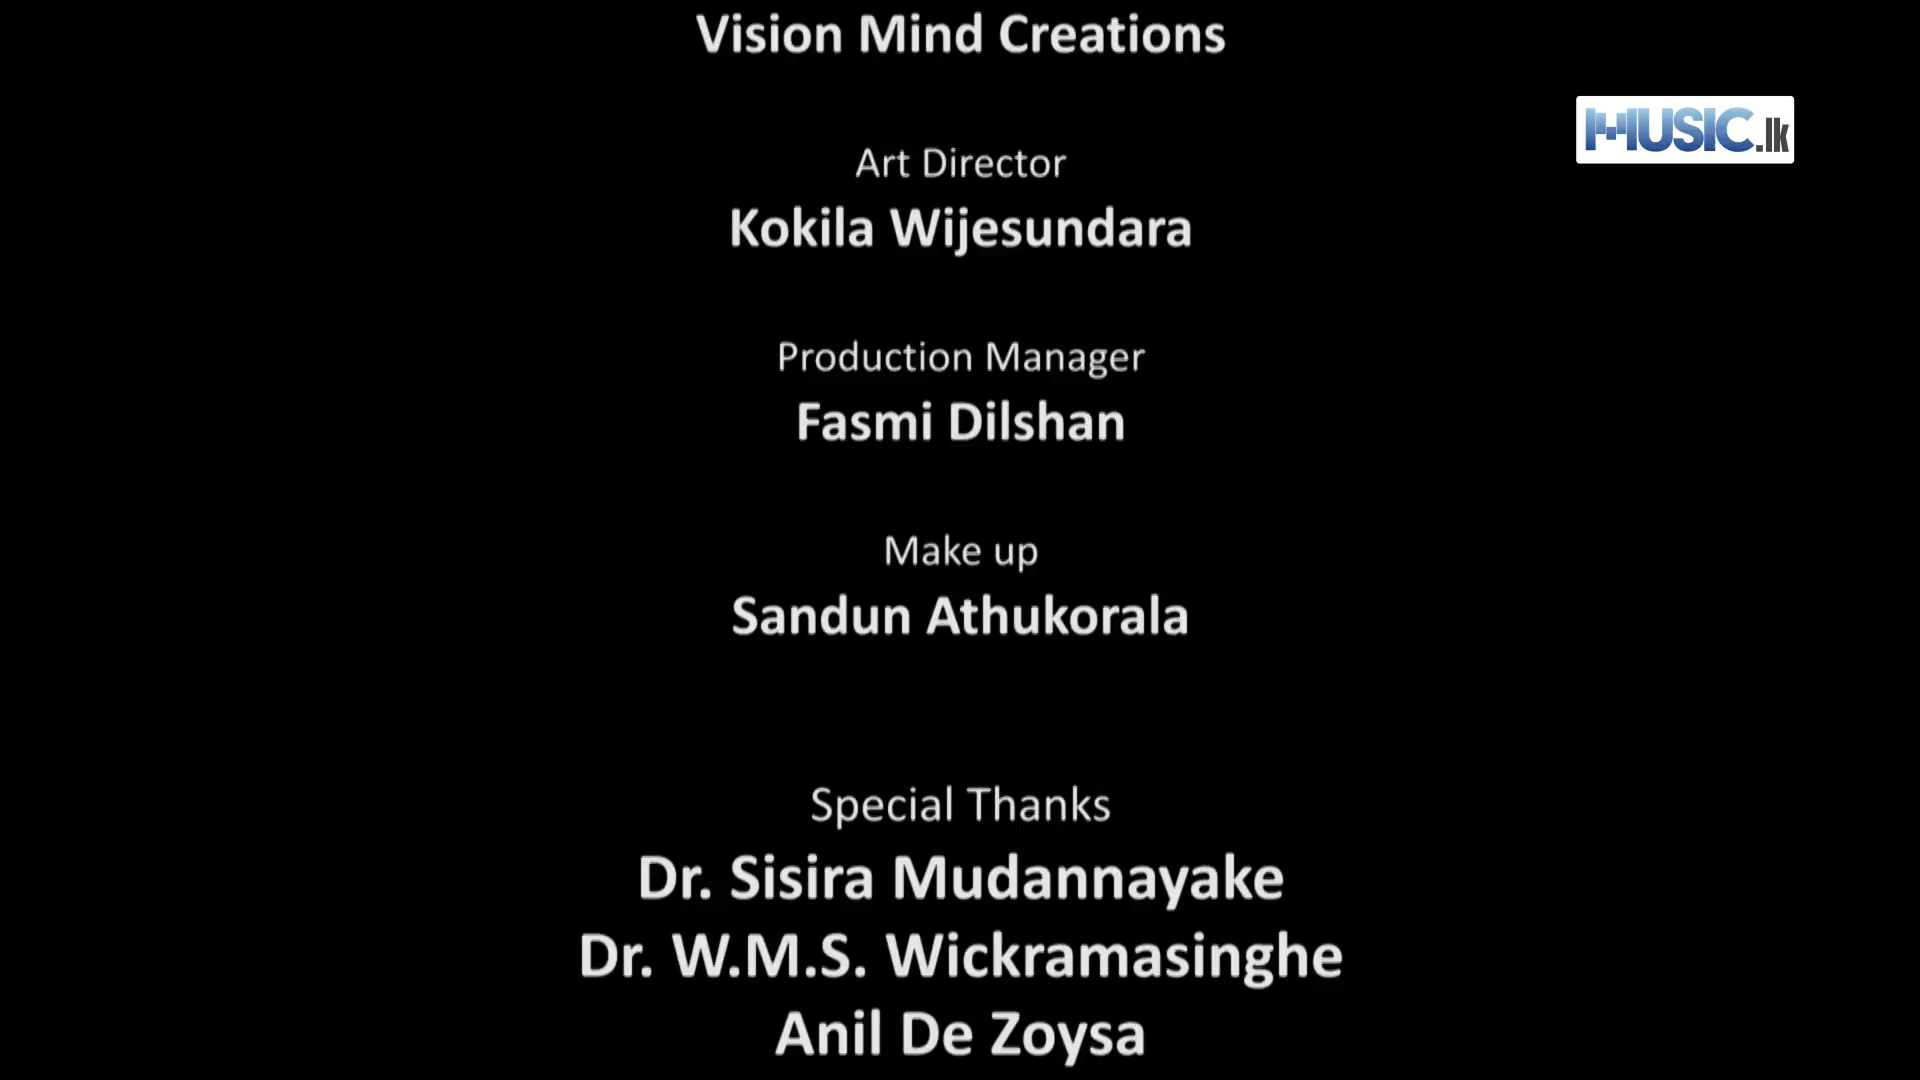 Vision Mind Creations
MUSIC.lk
Art Director
Kokila Wijesundara
Production Manager
Fasmi Dilshan
Make up
Sandun Athukorala
Special Thanks
Dr. Sisira Mudannayake
Dr. W.M.S. Wickramasinghe
Anil De Zoysa